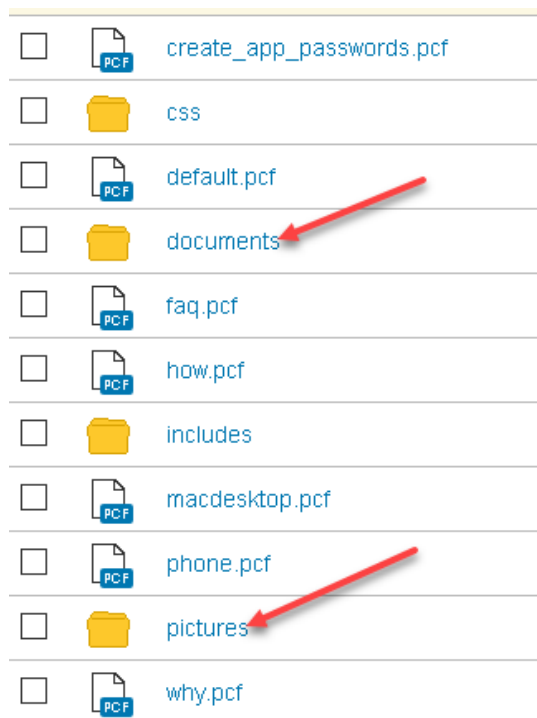 PCF create_app_passwords.pcf
css
PCF default.pcf
documents
PCF faq.pcf
PCF how.pcf
includes
PCF macdesktop.pcf
PCF phone.pcf
pictures
PCF why.pcf